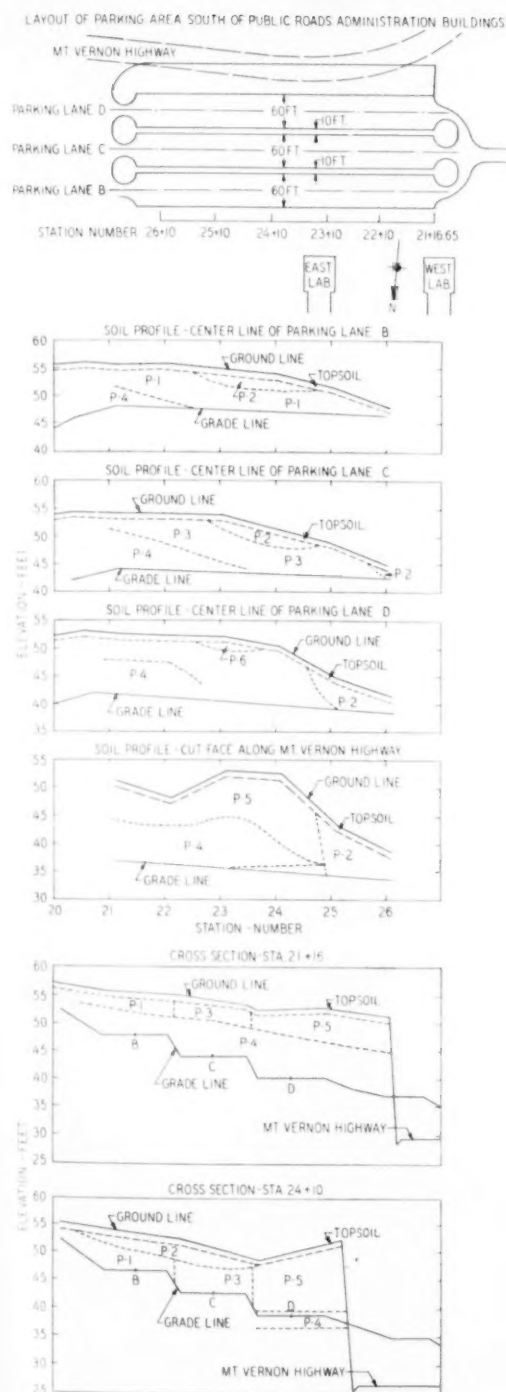 LAYOUT OF PARKING AREA SOUTH OF PUBLIC ROADS ADMINISTRATION BUILDINGS
MT VERNON HIGHWAY
PARKING LANE D
60FT
10FT
PARKING LANE C
60FT
10FT
PARKING LANE B
60FT
STATION NUMBER 26+10 25+10 24+10 23+10 22+10 21+16.65
EAST LAB
WEST LAB
N
SOIL PROFILE - CENTER LINE OF PARKING LANE B
60
55
50
45
40
GROUND LINE
TOPSOIL
P-1
P-2
P-1
P-4
GRADE LINE
SOIL PROFILE - CENTER LINE OF PARKING LANE C
60
55
50
45
40
GROUND LINE
TOPSOIL
P-3
P-2
P-3
P-4
P-2
GRADE LINE
ELEVATION - FEET
SOIL PROFILE - CENTER LINE OF PARKING LANE D
55
50
45
40
35
GROUND LINE
TOPSOIL
P-6
P-4
P-2
GRADE LINE
SOIL PROFILE - CUT FACE ALONG MT VERNON HIGHWAY
55
50
45
40
35
30
P-5
GROUND LINE
TOPSOIL
P-4
P-2
GRADE LINE
20 21 22 23 24 25 26
STATION - NUMBER
CROSS SECTION - STA 21+16
60
55
50
45
40
35
30
25
GROUND LINE
TOPSOIL
P-1
P-3
P-5
P-4
B
C
D
GRADE LINE
MT VERNON HIGHWAY
ELEVATION - FEET
CROSS SECTION - STA. 24+10
60
55
50
45
40
35
30
25
GROUND LINE
TOPSOIL
P-2
P-1
P-3
P-5
B
C
D
P-4
GRADE LINE
MT VERNON HIGHWAY